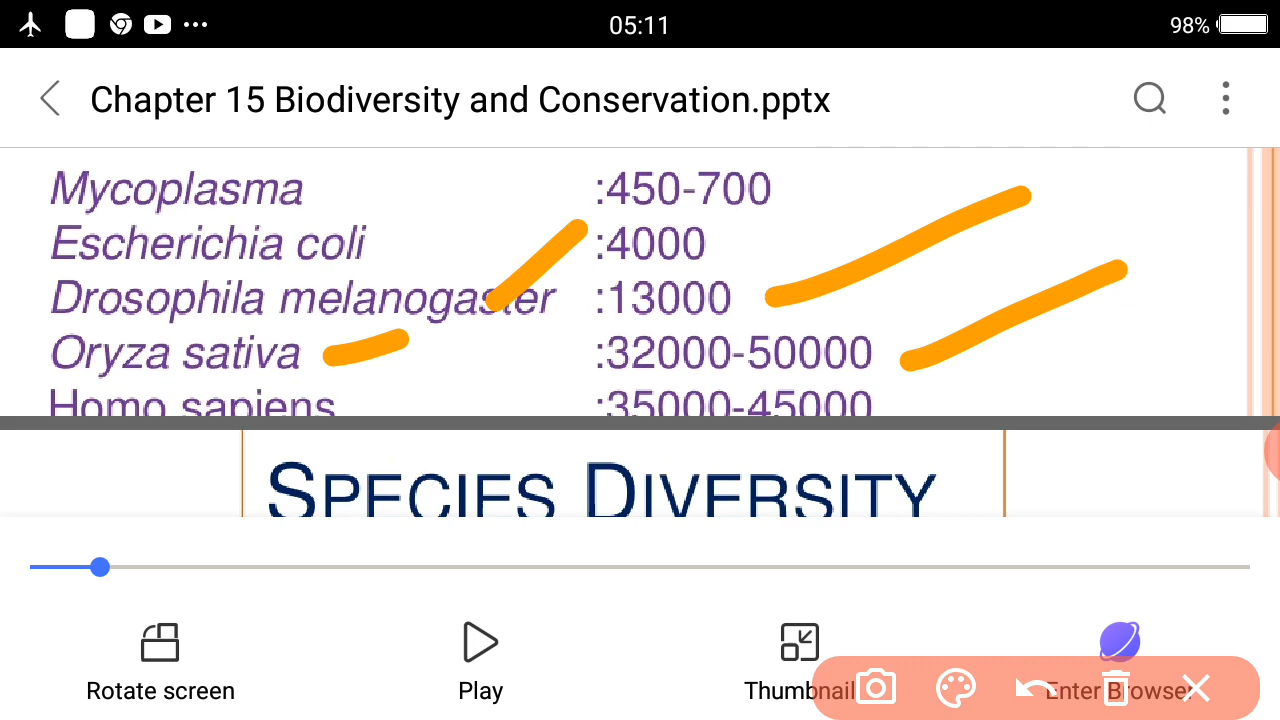 05:11
98%
Chapter 15 Biodiversity and Conservation.pptx
Mycoplasma :450-700
Escherichia coli :4000
Drosophila melanogaster :13000
Oryza sativa :32000-50000
Homo sapiens :35000-45000
SPECIES DIVERSITY
Rotate screen
Play
Thumbnail
Enter Browser